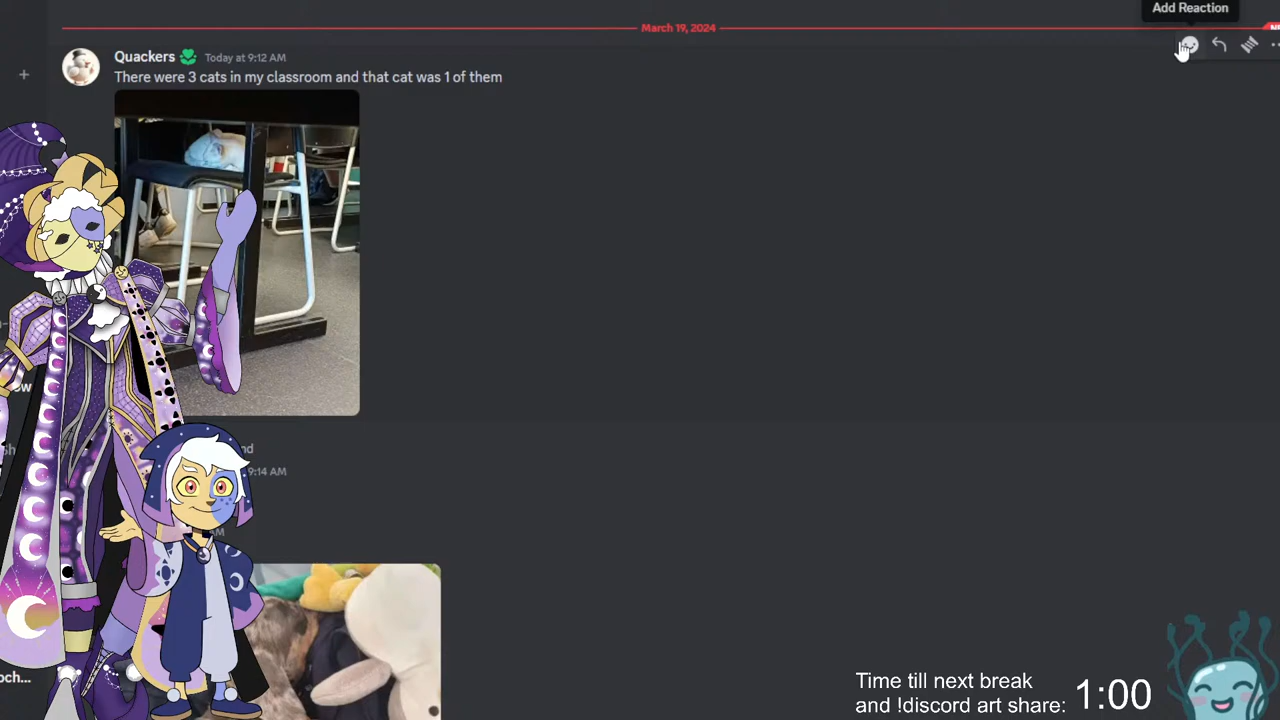 Add Reaction
March 19, 2024
Quackers Today at 9:12 AM
There were 3 cats in my classroom and that cat was 1 of them
9:14 AM
Time till next break
and !discord art share: 1:00